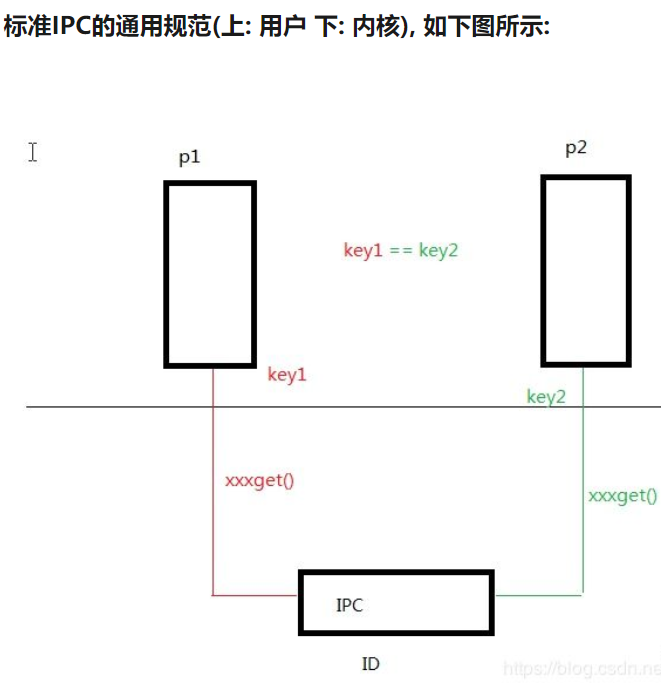 标准IPC的通用规范(上: 用户 下: 内核), 如下图所示:
p1
p2
key1 == key2
key1
key2
xxxget()
xxxget()
IPC
ID
https://blog.csdn.ne